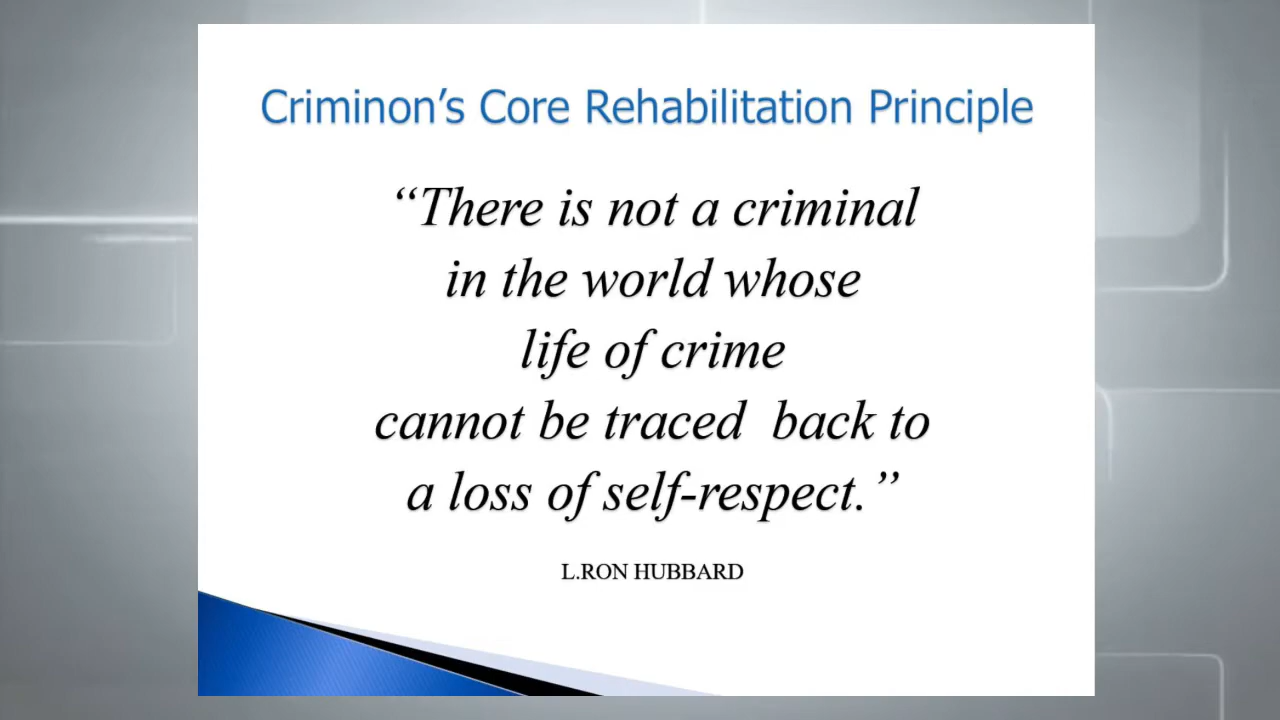 Criminon’s Core Rehabilitation Principle
“There is not a criminal
in the world whose
life of crime
cannot be traced  back to
a loss of self-respect.”
L.RON HUBBARD